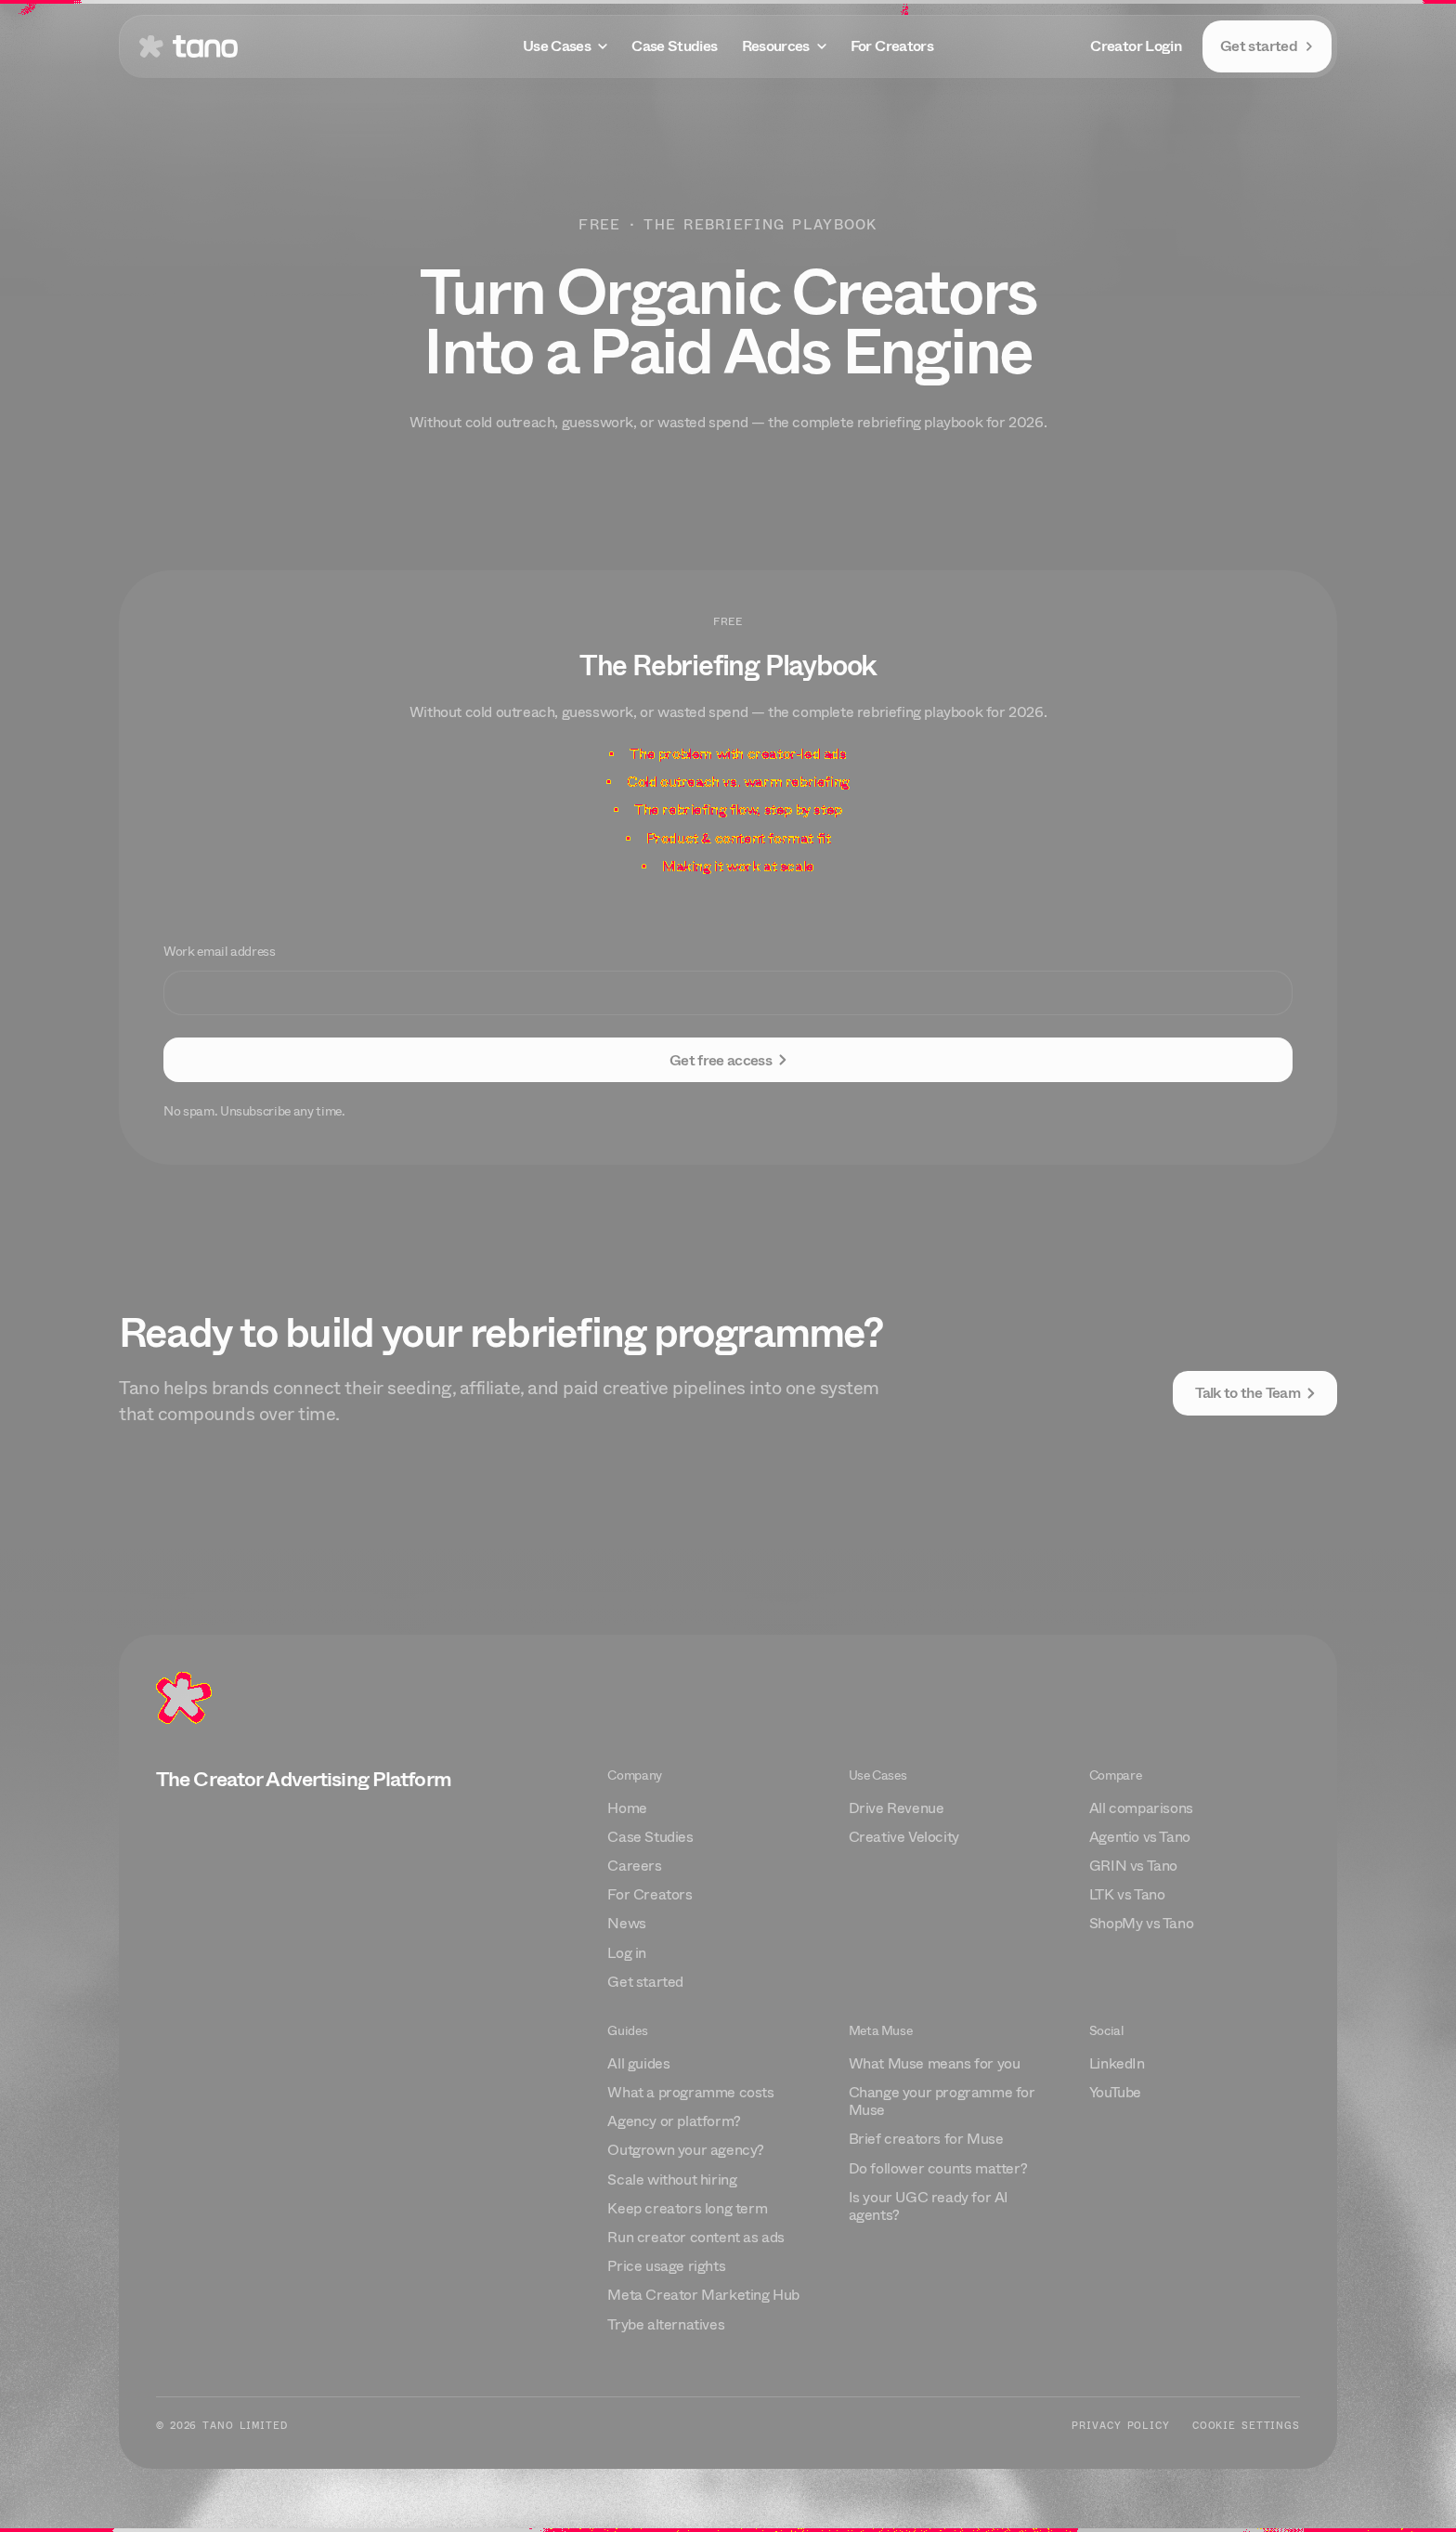 tano
Use Cases
Case Studies
Resources
For Creators
Creator Login
Get started
FREE · THE REBRIEFING PLAYBOOK
Turn Organic Creators
Into a Paid Ads Engine
Without cold outreach, guesswork, or wasted spend — the complete rebriefing playbook for 2026.
FREE
The Rebriefing Playbook
Without cold outreach, guesswork, or wasted spend — the complete rebriefing playbook for 2026.
• The problem with creator-led ads
• Cold outreach vs. warm rebriefing
• The rebriefing flow, step by step
• Product & content format fit
• Making it work at scale
Work email address
Get free access
No spam. Unsubscribe any time.
Ready to build your rebriefing programme?
Tano helps brands connect their seeding, affiliate, and paid creative pipelines into one system
that compounds over time.
Talk to the Team
The Creator Advertising Platform
Company
Home
Case Studies
Careers
For Creators
News
Log in
Get started
Use Cases
Drive Revenue
Creative Velocity
Compare
All comparisons
Agentio vs Tano
GRIN vs Tano
LTK vs Tano
ShopMy vs Tano
Guides
All guides
What a programme costs
Agency or platform?
Outgrown your agency?
Scale without hiring
Keep creators long term
Run creator content as ads
Price usage rights
Meta Creator Marketing Hub
Trybe alternatives
Meta Muse
What Muse means for you
Change your programme for
Muse
Brief creators for Muse
Do follower counts matter?
Is your UGC ready for AI
agents?
Social
LinkedIn
YouTube
© 2026 TANO LIMITED
PRIVACY POLICY
COOKIE SETTINGS